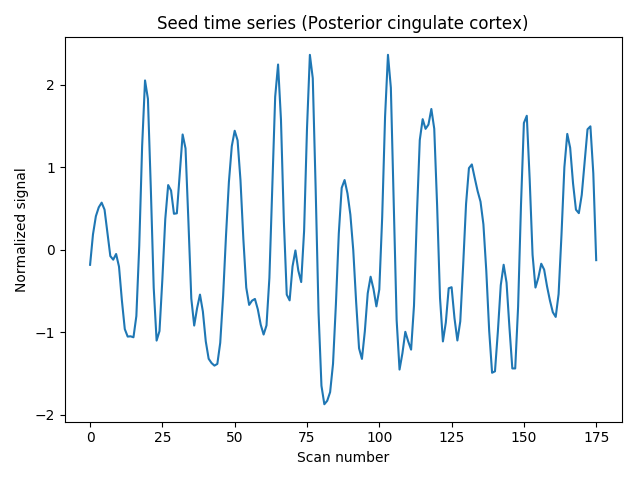 Seed time series (Posterior cingulate cortex)
Normalized signal
2
1
0
−1
−2
0 25 50 75 100 125 150 175
Scan number